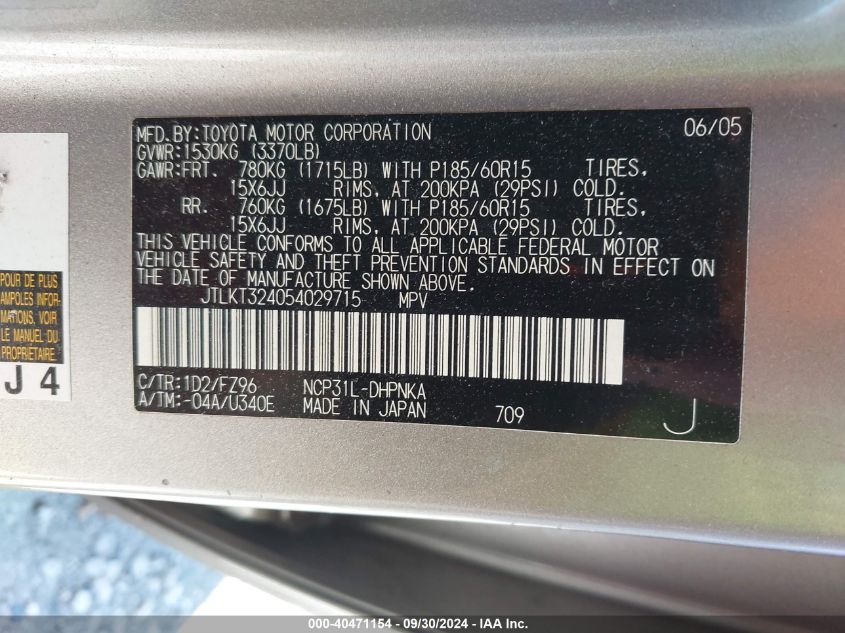 MFD.BY:TOYOTA MOTOR CORPORATION 06/05
GVWR:1530KG (3370LB)
GAWR:FRT. 780KG (1715LB) WITH P185/60R15 TIRES,
15X6JJ RIMS, AT 200KPA (29PSI) COLD.
RR. 760KG (1675LB) WITH P185/60R15 TIRES,
15X6JJ RIMS, AT 200KPA (29PSI) COLD.
THIS VEHICLE CONFORMS TO ALL APPLICABLE FEDERAL MOTOR
VEHICLE SAFETY AND THEFT PREVENTION STANDARDS IN EFFECT ON
THE DATE OF MANUFACTURE SHOWN ABOVE.
JTLKT324054029715 MPV
C/TR:1D2/FZ96 NCP31L-DHPNKA
A/TM:-04A/U340E MADE IN JAPAN 709 J
POUR DE PLUS
AMPOLES INFOR-
MATIONS, VOIR
LE MANUEL DU
PROPRIÉTAIRE.
J 4
000-40471154 - 09/30/2024 - IAA Inc.